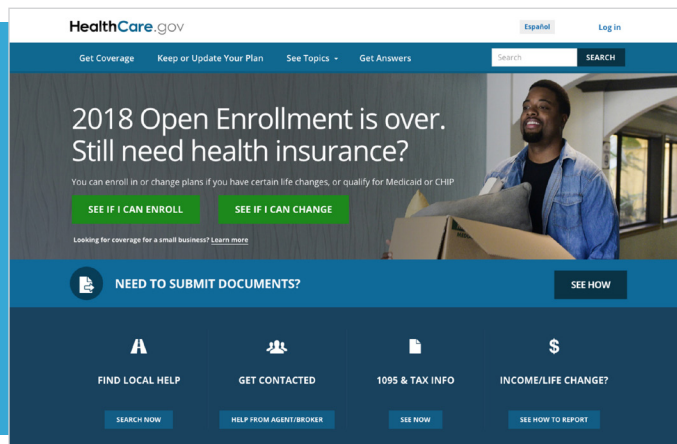 HealthCare.gov
Español
Log in
Get Coverage
Keep or Update Your Plan
See Topics
Get Answers
Search
SEARCH
2018 Open Enrollment is over.
Still need health insurance?
You can enroll in or change plans if you have certain life changes, or qualify for Medicaid or CHIP
SEE IF I CAN ENROLL
SEE IF I CAN CHANGE
Looking for coverage for a small business? Learn more
NEED TO SUBMIT DOCUMENTS?
SEE HOW
FIND LOCAL HELP
GET CONTACTED
1095 & TAX INFO
INCOME/LIFE CHANGE?
SEARCH NOW
HELP FROM AGENT/BROKER
SEE NOW
SEE HOW TO REPORT